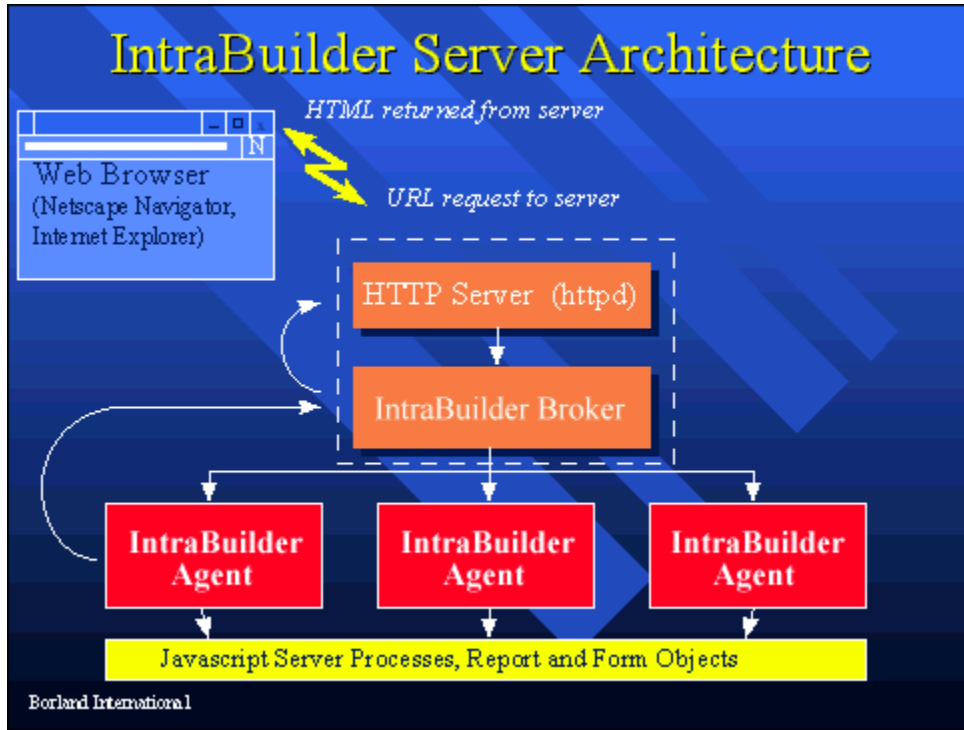 IntraBuilder Server Architecture
HTML returned from server
N
Web Browser
(Netscape Navigator,
Internet Explorer)
URL request to server
HTTP Server (httpd)
IntraBuilder Broker
IntraBuilder
Agent
IntraBuilder
Agent
IntraBuilder
Agent
Javascript Server Processes, Report and Form Objects
Borland International